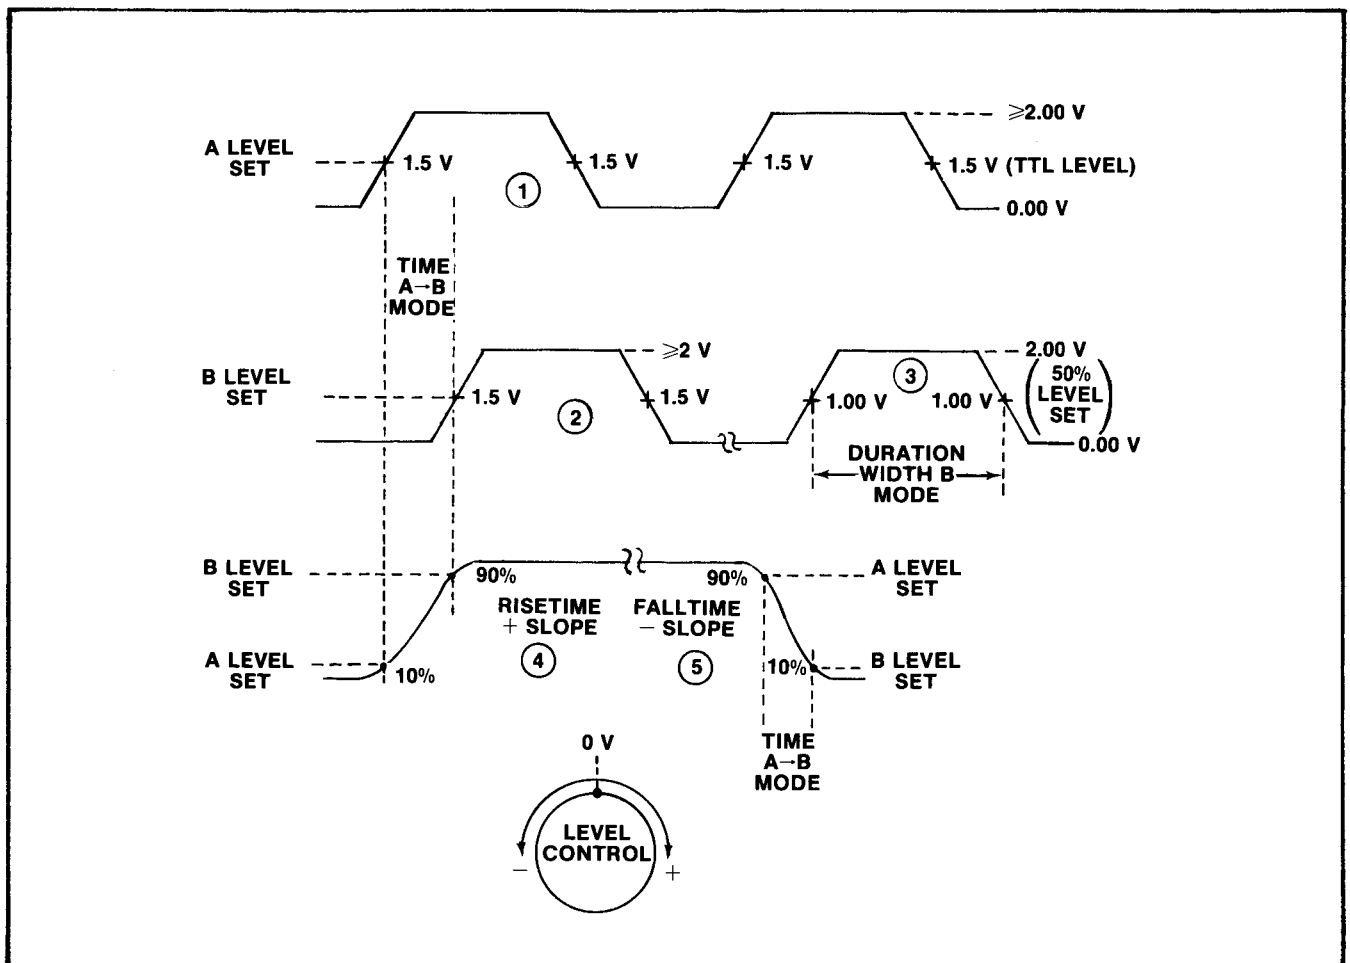 ≥2.00 V
A LEVEL
SET
1.5 V
1.5 V
1.5 V
1.5 V (TTL LEVEL)
1
0.00 V
TIME
A→B
MODE
≥2 V
2.00 V
B LEVEL
SET
1.5 V
1.5 V
3
1.00 V
1.00 V
50%
LEVEL
SET
2
0.00 V
DURATION
WIDTH B
MODE
B LEVEL
SET
90%
90%
A LEVEL
SET
RISETIME
+ SLOPE
FALLTIME
− SLOPE
A LEVEL
SET
10%
4
5
10%
B LEVEL
SET
0 V
TIME
A→B
MODE
LEVEL
CONTROL
−
+